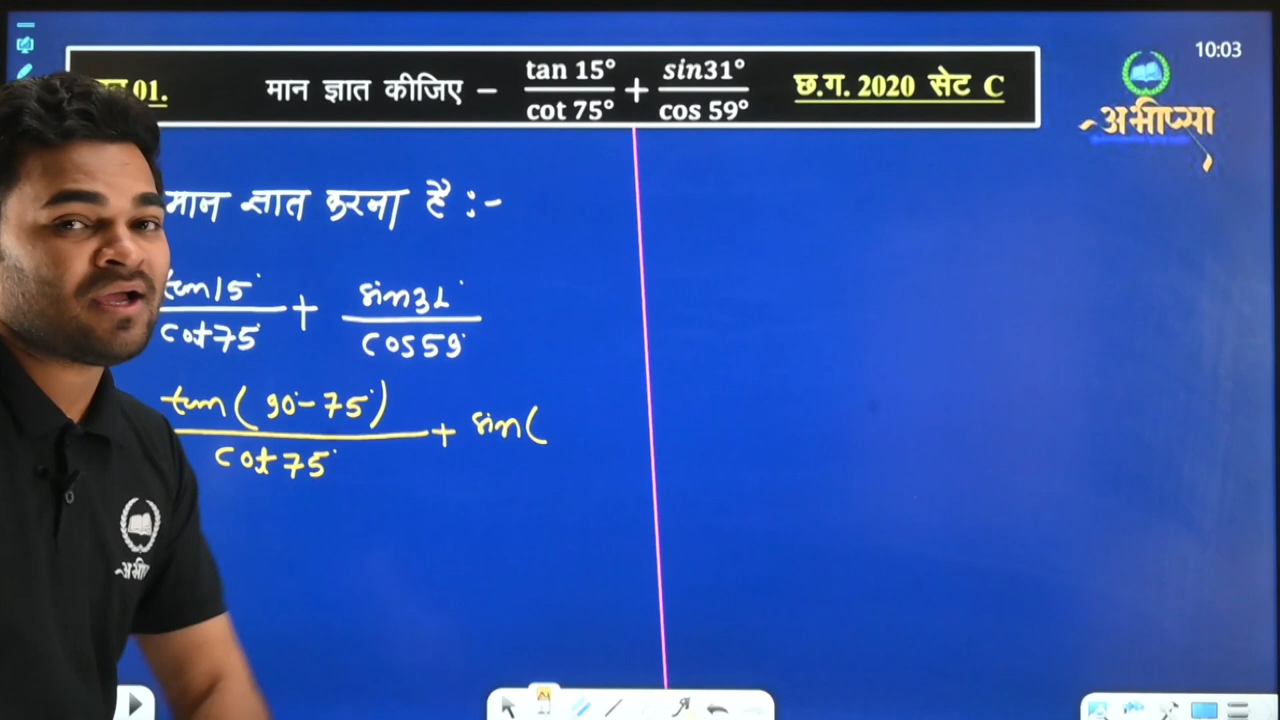 10:03
01. मान ज्ञात कीजिए – tan 15° / cot 75° + sin31° / cos 59° छ.ग. 2020 सेट C
अभीप्सा
मान ज्ञात करना है :-
tan15° / cot75° + sin31° / cos59°
tan(90°-75°) / cot75° + sin(